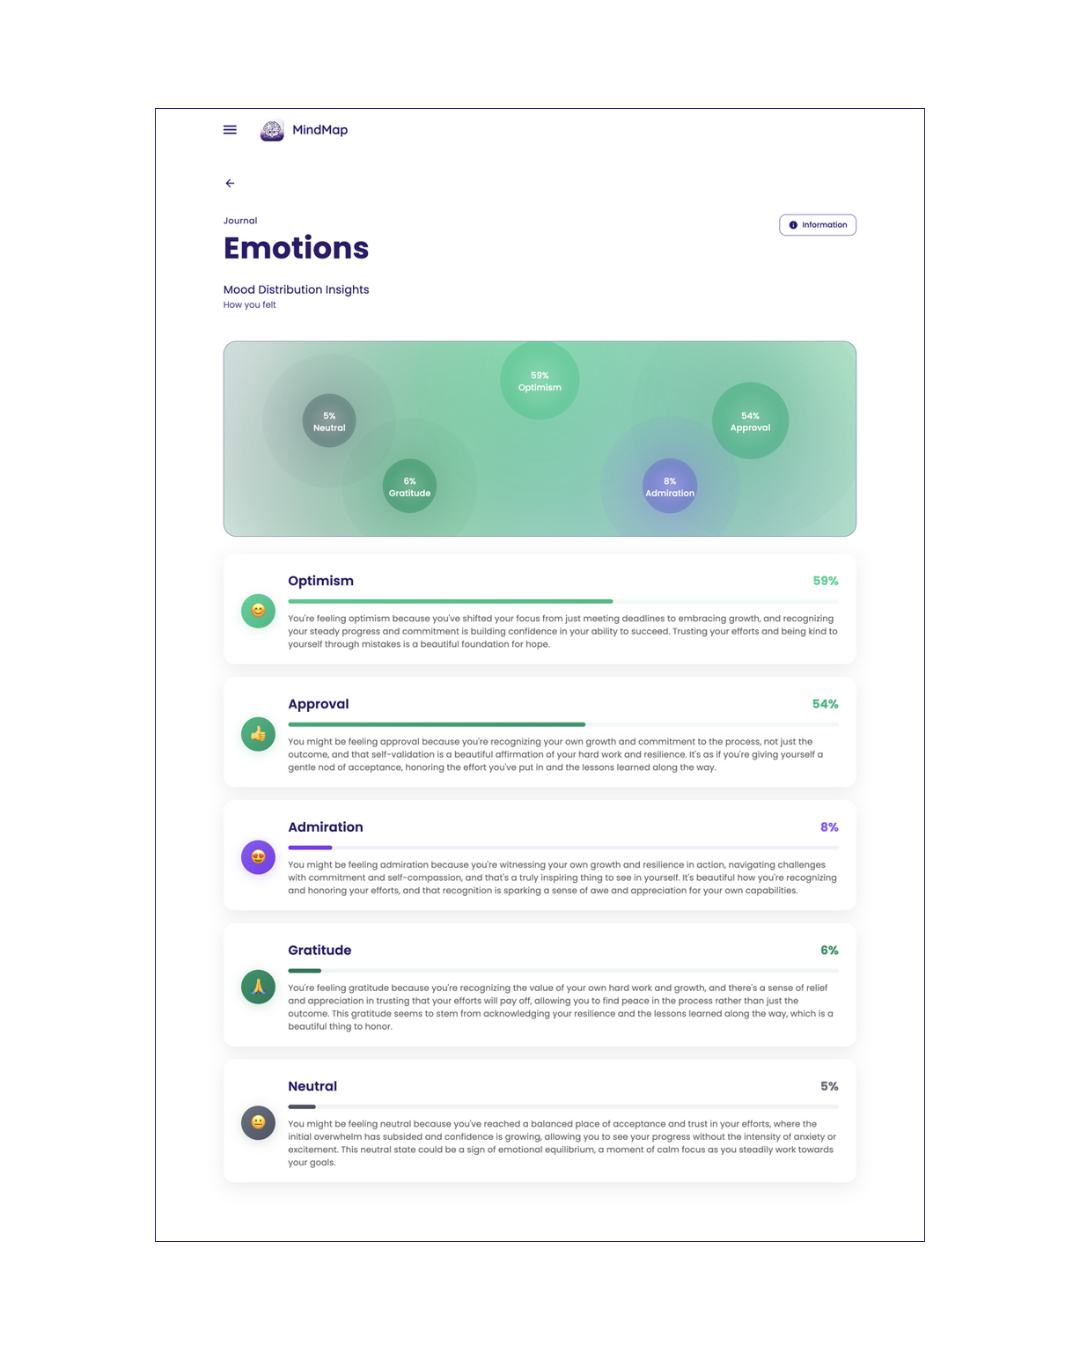 MindMap
Journal
Information
Emotions
Mood Distribution Insights
How you felt
59%
Optimism
5%
Neutral
54%
Approval
6%
Gratitude
8%
Admiration
Optimism
59%
You're feeling optimism because you've shifted your focus from just meeting deadlines to embracing growth, and recognizing
your steady progress and commitment is building confidence in your ability to succeed. Trusting your efforts and being kind to
yourself through mistakes is a beautiful foundation for hope.
Approval
54%
You might be feeling approval because you're recognizing your own growth and commitment to the process, not just the
outcome, and that self-validation is a beautiful affirmation of your hard work and resilience. It's as if you're giving yourself a
gentle nod of acceptance, honoring the effort you've put in and the lessons learned along the way.
Admiration
8%
You might be feeling admiration because you're witnessing your own growth and resilience in action, navigating challenges
with commitment and self-compassion, and that's a truly inspiring thing to see in yourself. It's beautiful how you're recognizing
and honoring your efforts, and that recognition is sparking a sense of awe and appreciation for your own capabilities.
Gratitude
6%
You're feeling gratitude because you're recognizing the value of your own hard work and growth, and there's a sense of relief
and appreciation in trusting that your efforts will pay off, allowing you to find peace in the process rather than just the
outcome. This gratitude seems to stem from acknowledging your resilience and the lessons learned along the way, which is a
beautiful thing to honor.
Neutral
5%
You might be feeling neutral because you've reached a balanced place of acceptance and trust in your efforts, where the
initial overwhelm has subsided and confidence is growing, allowing you to see your progress without the intensity of anxiety or
excitement. This neutral state could be a sign of emotional equilibrium, a moment of calm focus as you steadily work towards
your goals.